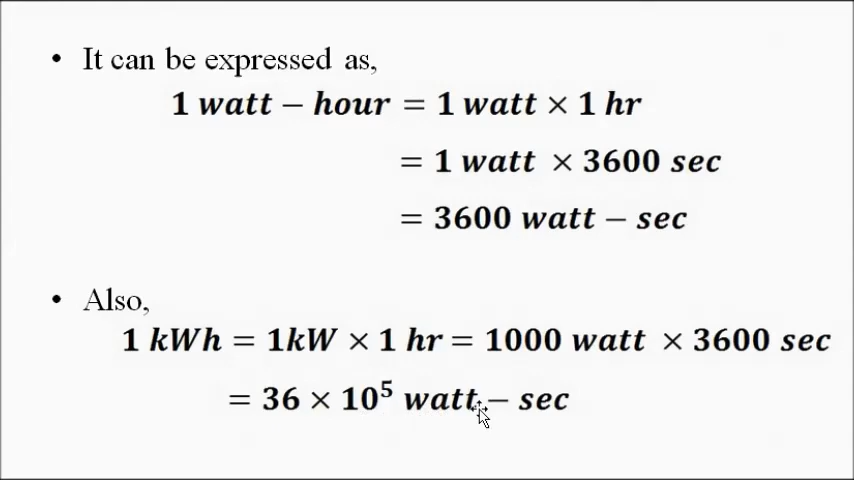 • It can be expressed as,
1 watt − hour = 1 watt × 1 hr
= 1 watt × 3600 sec
= 3600 watt − sec
• Also,
1 kWh = 1kW × 1 hr = 1000 watt × 3600 sec
= 36 × 10⁵ watt − sec